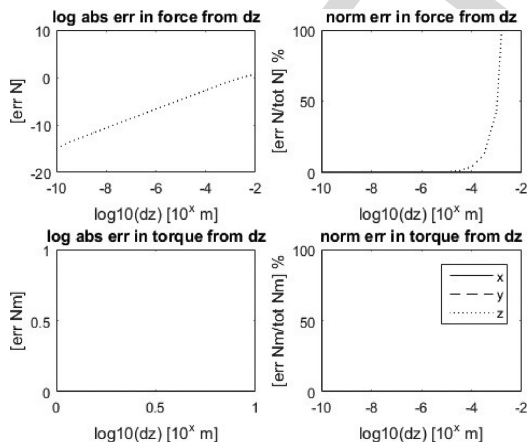 log abs err in force from dz
[err N]
10
0
-10
-20
-10
-8
-6
-4
-2
log10(dz) [10^x m]
norm err in force from dz
[err N/tot N] %
100
50
0
-10
-8
-6
-4
-2
log10(dz) [10^x m]
log abs err in torque from dz
[err Nm]
1
0.5
0
0
0.5
1
log10(dz) [10^x m]
norm err in torque from dz
[err Nm/tot Nm] %
100
50
0
-10
-8
-6
-4
-2
log10(dz) [10^x m]
x
y
z